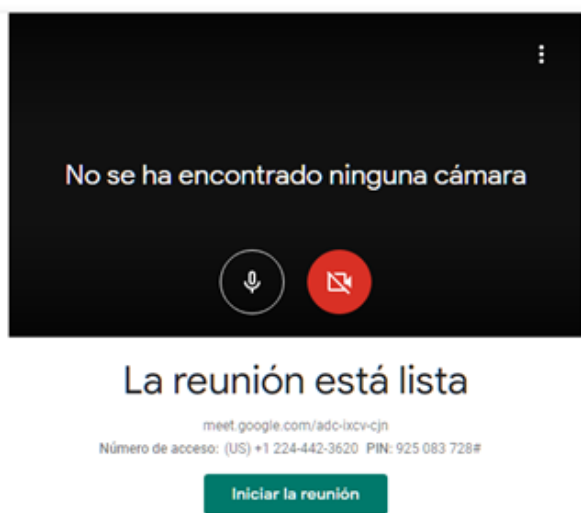 No se ha encontrado ninguna cámara
La reunión está lista
meet.google.com/adc-ixcv-cjn
Número de acceso: (US) +1 224-442-3620 PIN: 925 083 728#
Iniciar la reunión